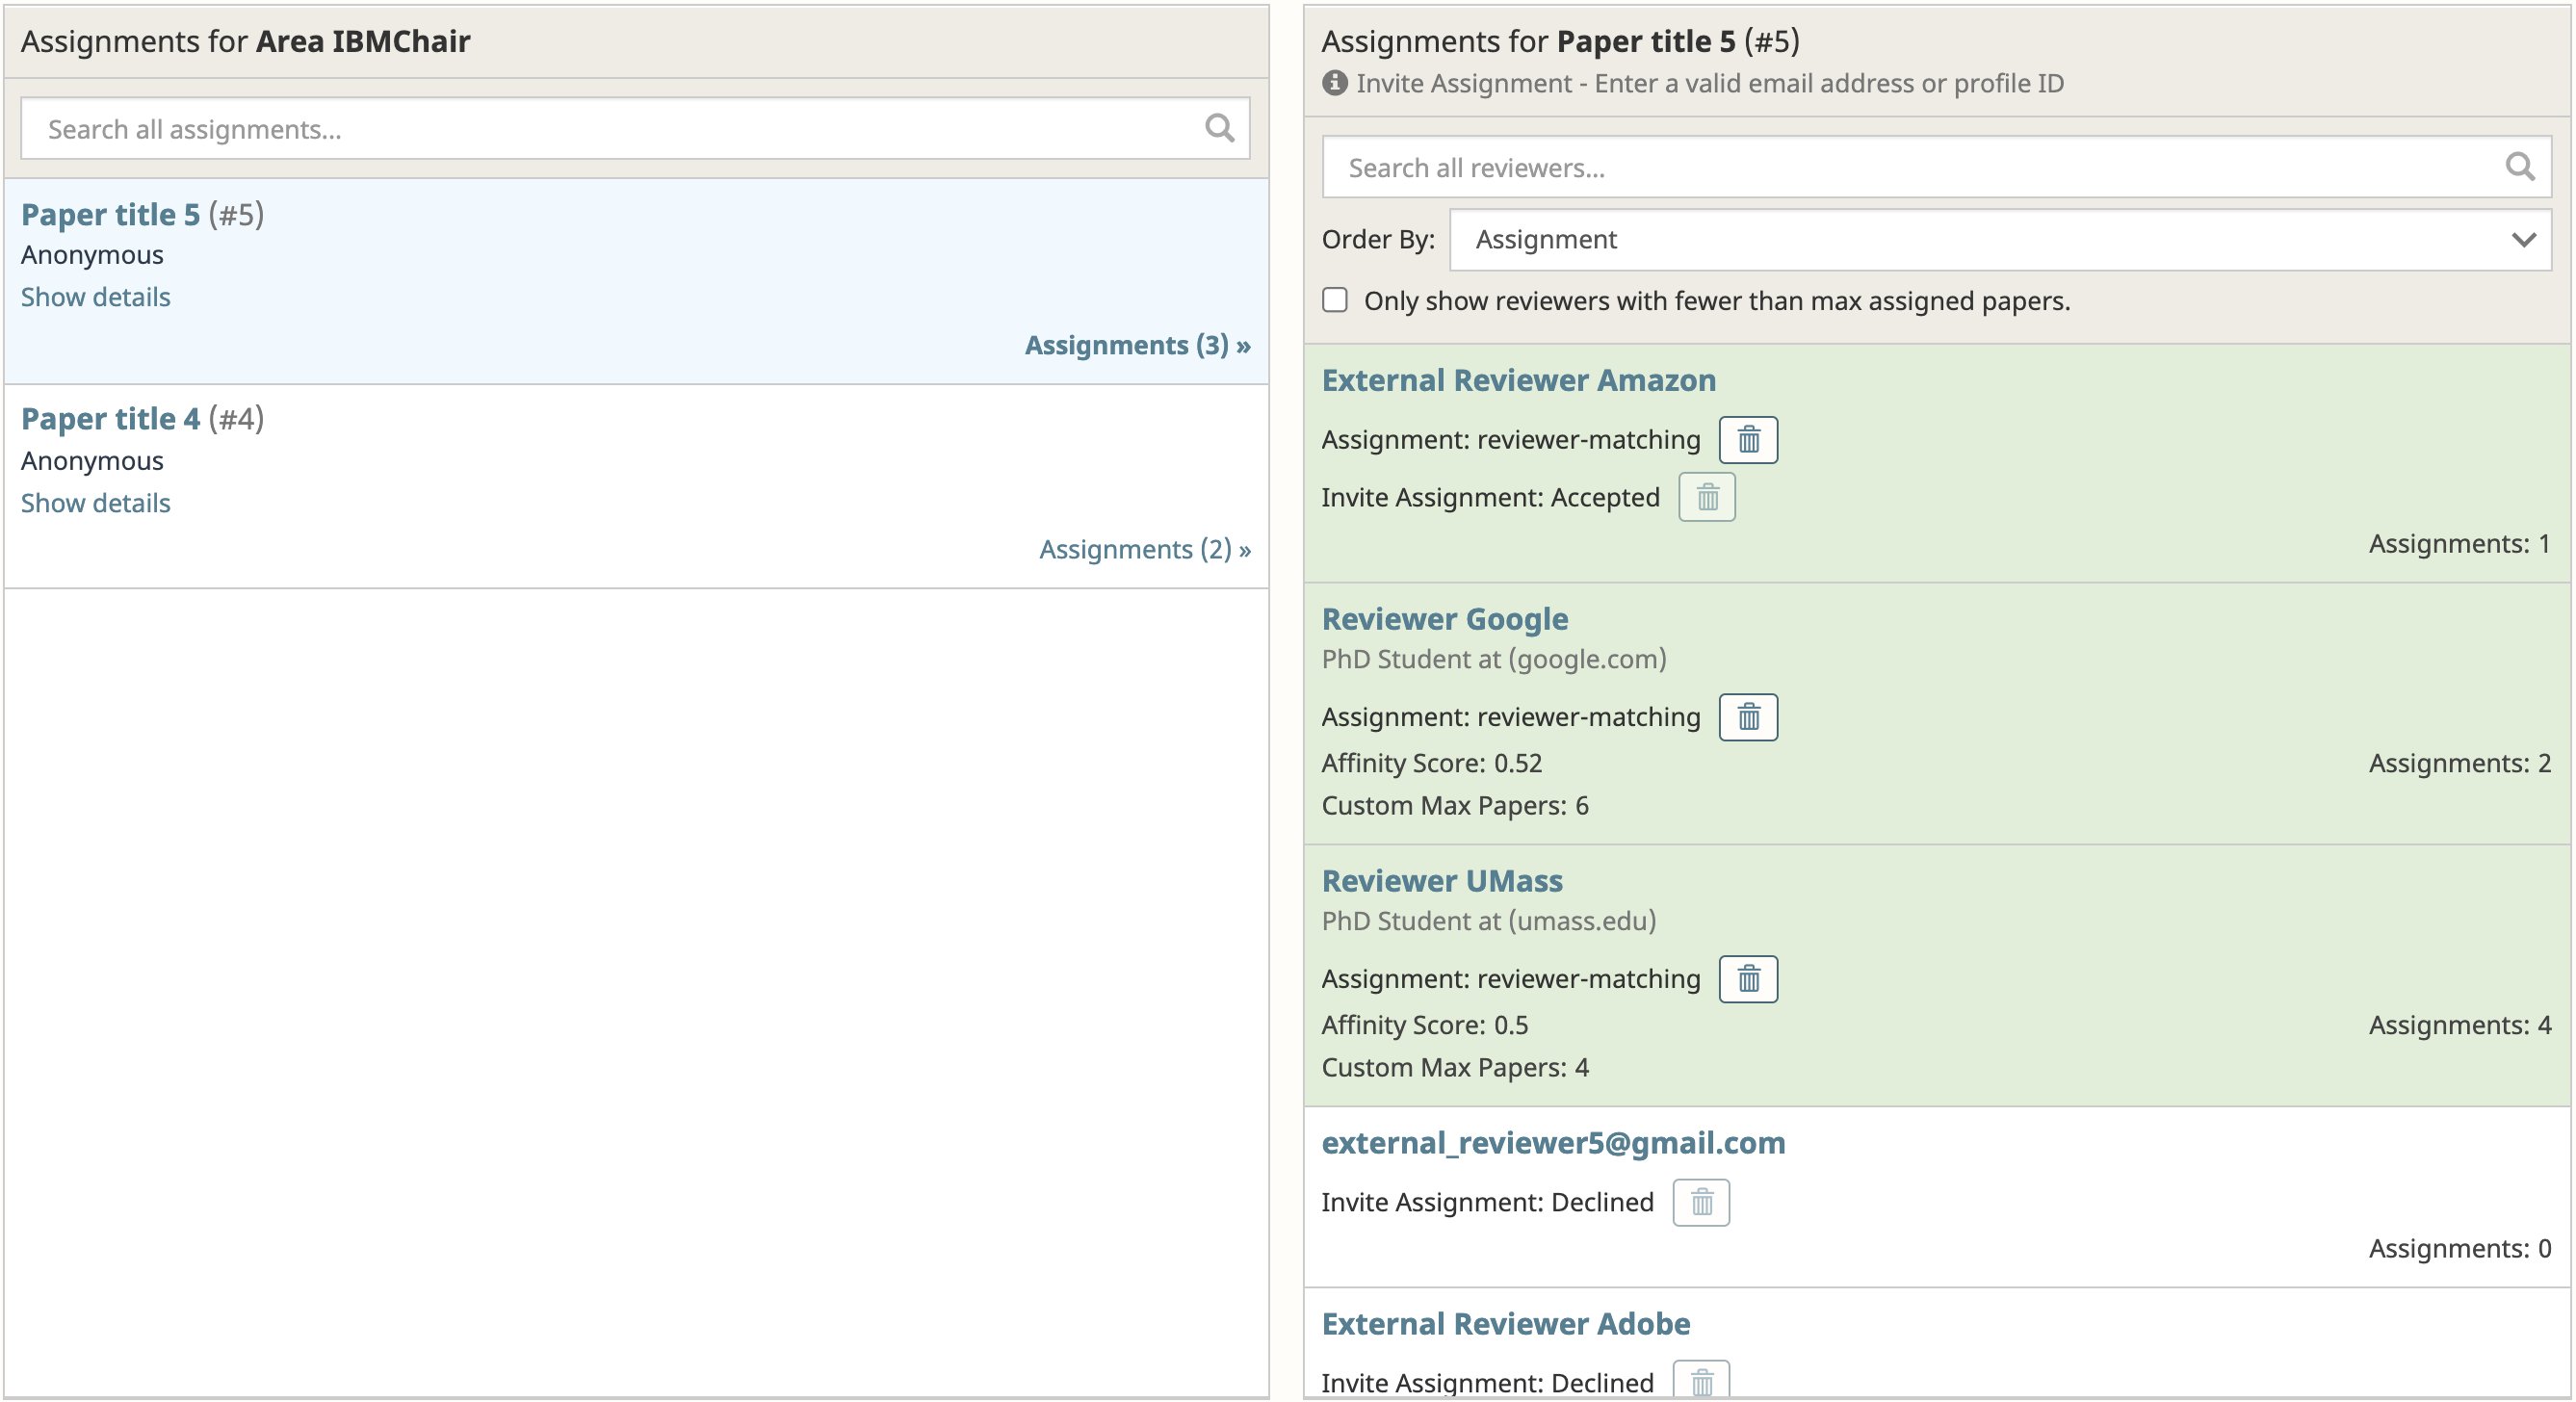 Assignments for Area IBMChair
Search all assignments...
Paper title 5 (#5)
Anonymous
Show details
Assignments (3) »
Paper title 4 (#4)
Anonymous
Show details
Assignments (2) »
Assignments for Paper title 5 (#5)
Invite Assignment - Enter a valid email address or profile ID
Search all reviewers...
Order By: Assignment
Only show reviewers with fewer than max assigned papers.
External Reviewer Amazon
Assignment: reviewer-matching
Invite Assignment: Accepted
Assignments: 1
Reviewer Google
PhD Student at (google.com)
Assignment: reviewer-matching
Affinity Score: 0.52
Assignments: 2
Custom Max Papers: 6
Reviewer UMass
PhD Student at (umass.edu)
Assignment: reviewer-matching
Affinity Score: 0.5
Assignments: 4
Custom Max Papers: 4
external_reviewer5@gmail.com
Invite Assignment: Declined
Assignments: 0
External Reviewer Adobe
Invite Assignment: Declined